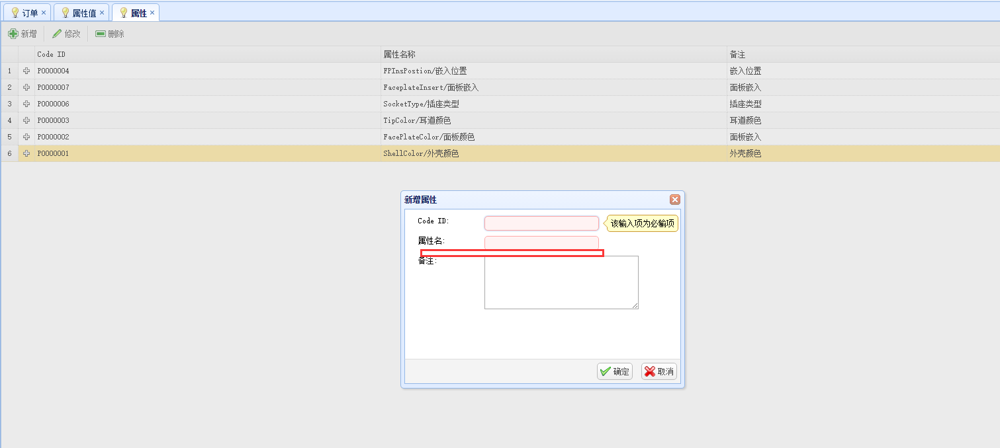 订单 × 属性值 × 属性 ×
新增 修改 删除
Code ID 属性名称 备注
1 P0000004 FPInsPostion/嵌入位置 嵌入位置
2 P0000007 FaceplateInsert/面板嵌入 面板嵌入
3 P0000006 SocketType/插座类型 插座类型
4 P0000003 TipColor/耳道颜色 耳道颜色
5 P0000002 FacePlateColor/面板颜色 面板嵌入
6 P0000001 ShellColor/外壳颜色 外壳颜色
新增属性
Code ID: 该输入项为必输项
属性名:
备注:
确定 取消